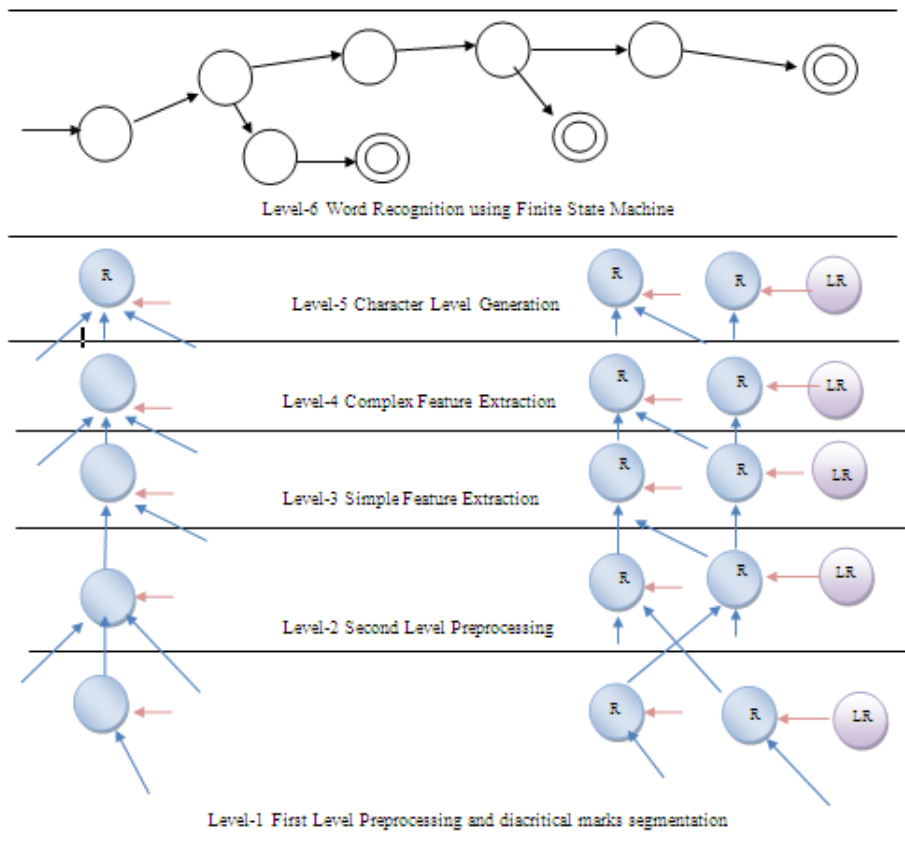 Level-6 Word Recognition using Finite State Machine
R R R LR
Level-5 Character Level Generation
R R LR
Level-4 Complex Feature Extraction
R R LR
Level-3 Simple Feature Extraction
R R LR
Level-2 Second Level Preprocessing
R R LR
Level-1 First Level Preprocessing and diacritical marks segmentation